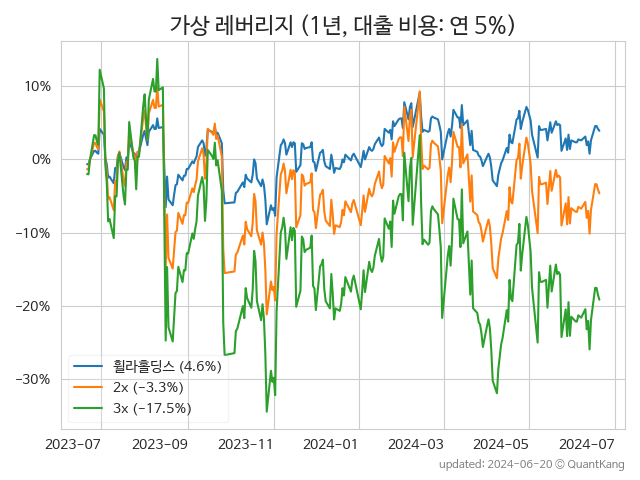 가상 레버리지 (1년, 대출 비용: 연 5%)
10%
0%
−10%
−20%
−30%
휠라홀딩스 (4.6%)
2x (−3.3%)
3x (−17.5%)
2023-07
2023-09
2023-11
2024-01
2024-03
2024-05
2024-07
updated: 2024-06-20 © QuantKang